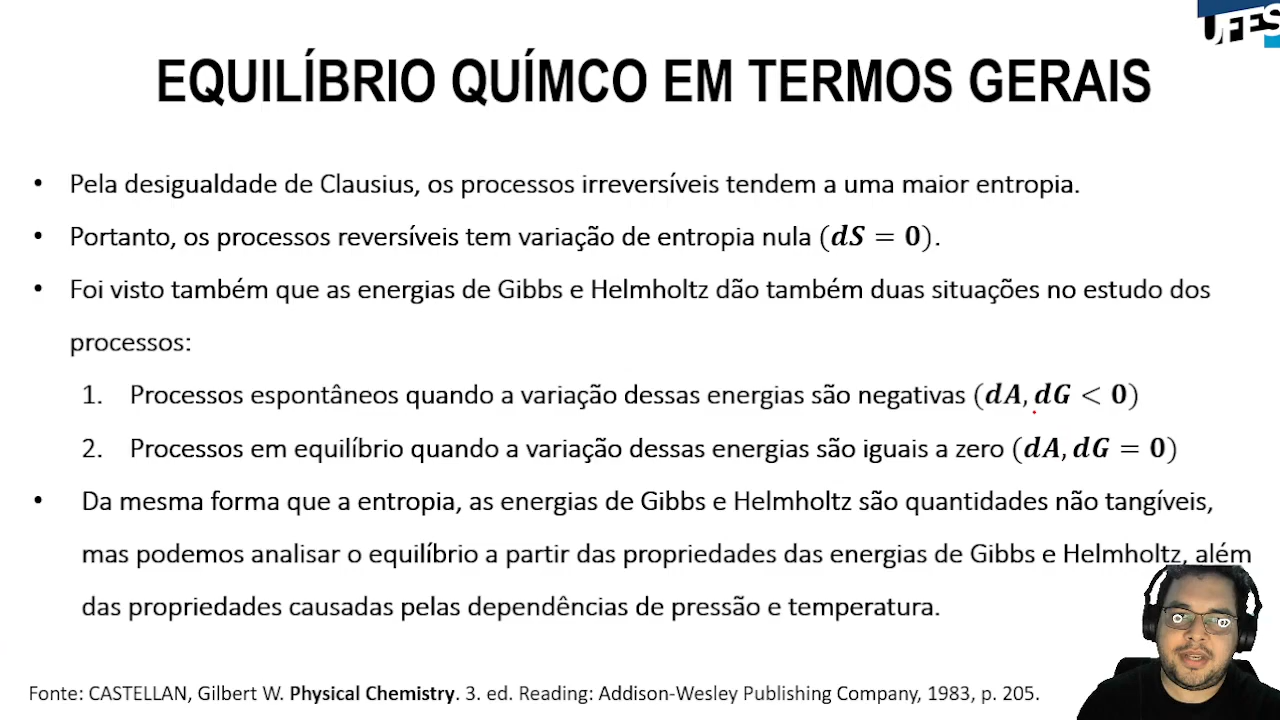 UFES
EQUILÍBRIO QUÍMCO EM TERMOS GERAIS
• Pela desigualdade de Clausius, os processos irreversíveis tendem a uma maior entropia.
• Portanto, os processos reversíveis tem variação de entropia nula (dS = 0).
• Foi visto também que as energias de Gibbs e Helmholtz dão também duas situações no estudo dos
processos:
1. Processos espontâneos quando a variação dessas energias são negativas (dA, dG < 0)
2. Processos em equilíbrio quando a variação dessas energias são iguais a zero (dA, dG = 0)
• Da mesma forma que a entropia, as energias de Gibbs e Helmholtz são quantidades não tangíveis,
mas podemos analisar o equilíbrio a partir das propriedades das energias de Gibbs e Helmholtz, além
das propriedades causadas pelas dependências de pressão e temperatura.
Fonte: CASTELLAN, Gilbert W. Physical Chemistry. 3. ed. Reading: Addison-Wesley Publishing Company, 1983, p. 205.